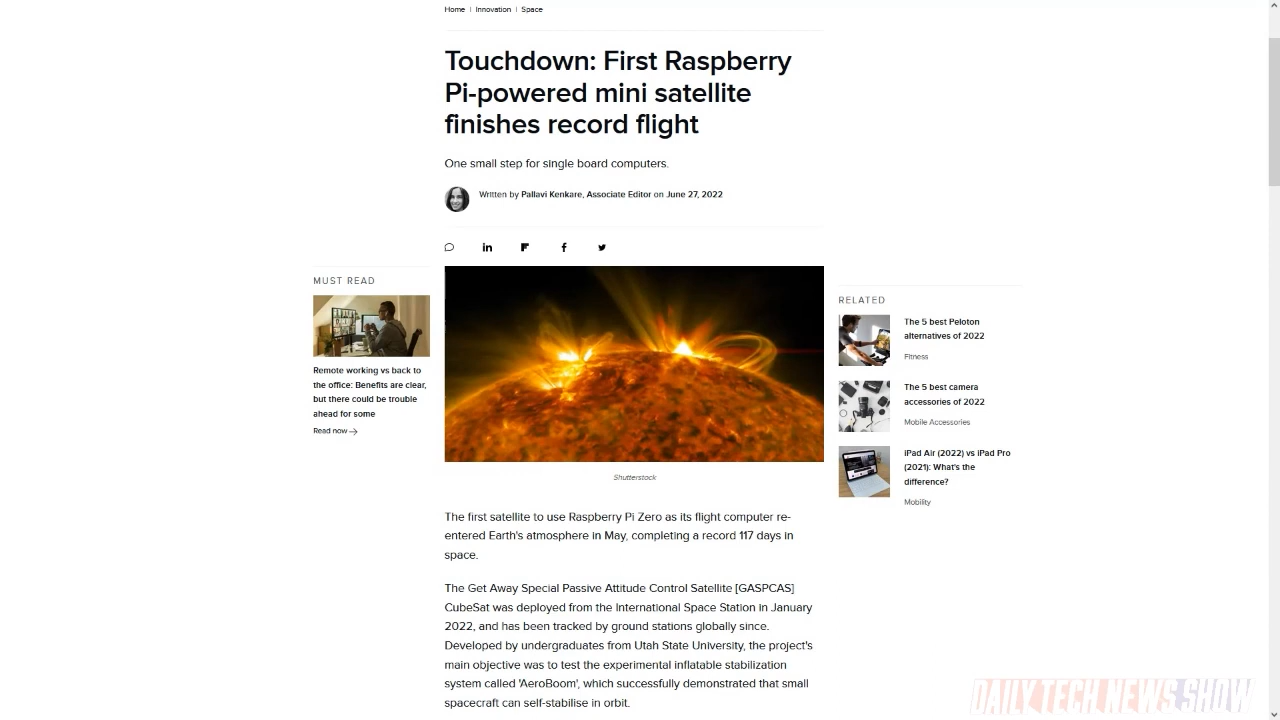 Home | Innovation | Space
Touchdown: First Raspberry
Pi-powered mini satellite
finishes record flight
One small step for single board computers.
Written by Pallavi Kenkare, Associate Editor on June 27, 2022
MUST READ
Remote working vs back to
the office: Benefits are clear,
but there could be trouble
ahead for some
Read now
Shutterstock
The first satellite to use Raspberry Pi Zero as its flight computer re-
entered Earth's atmosphere in May, completing a record 117 days in
space.
The Get Away Special Passive Attitude Control Satellite [GASPCAS]
CubeSat was deployed from the International Space Station in January
2022, and has been tracked by ground stations globally since.
Developed by undergraduates from Utah State University, the project's
main objective was to test the experimental inflatable stabilization
system called 'AeroBoom', which successfully demonstrated that small
spacecraft can self-stabilise in orbit.
RELATED
The 5 best Peloton
alternatives of 2022
Fitness
The 5 best camera
accessories of 2022
Mobile Accessories
iPad Air (2022) vs iPad Pro
(2021): What's the
difference?
Mobility
DAILY TECH NEWS SHOW